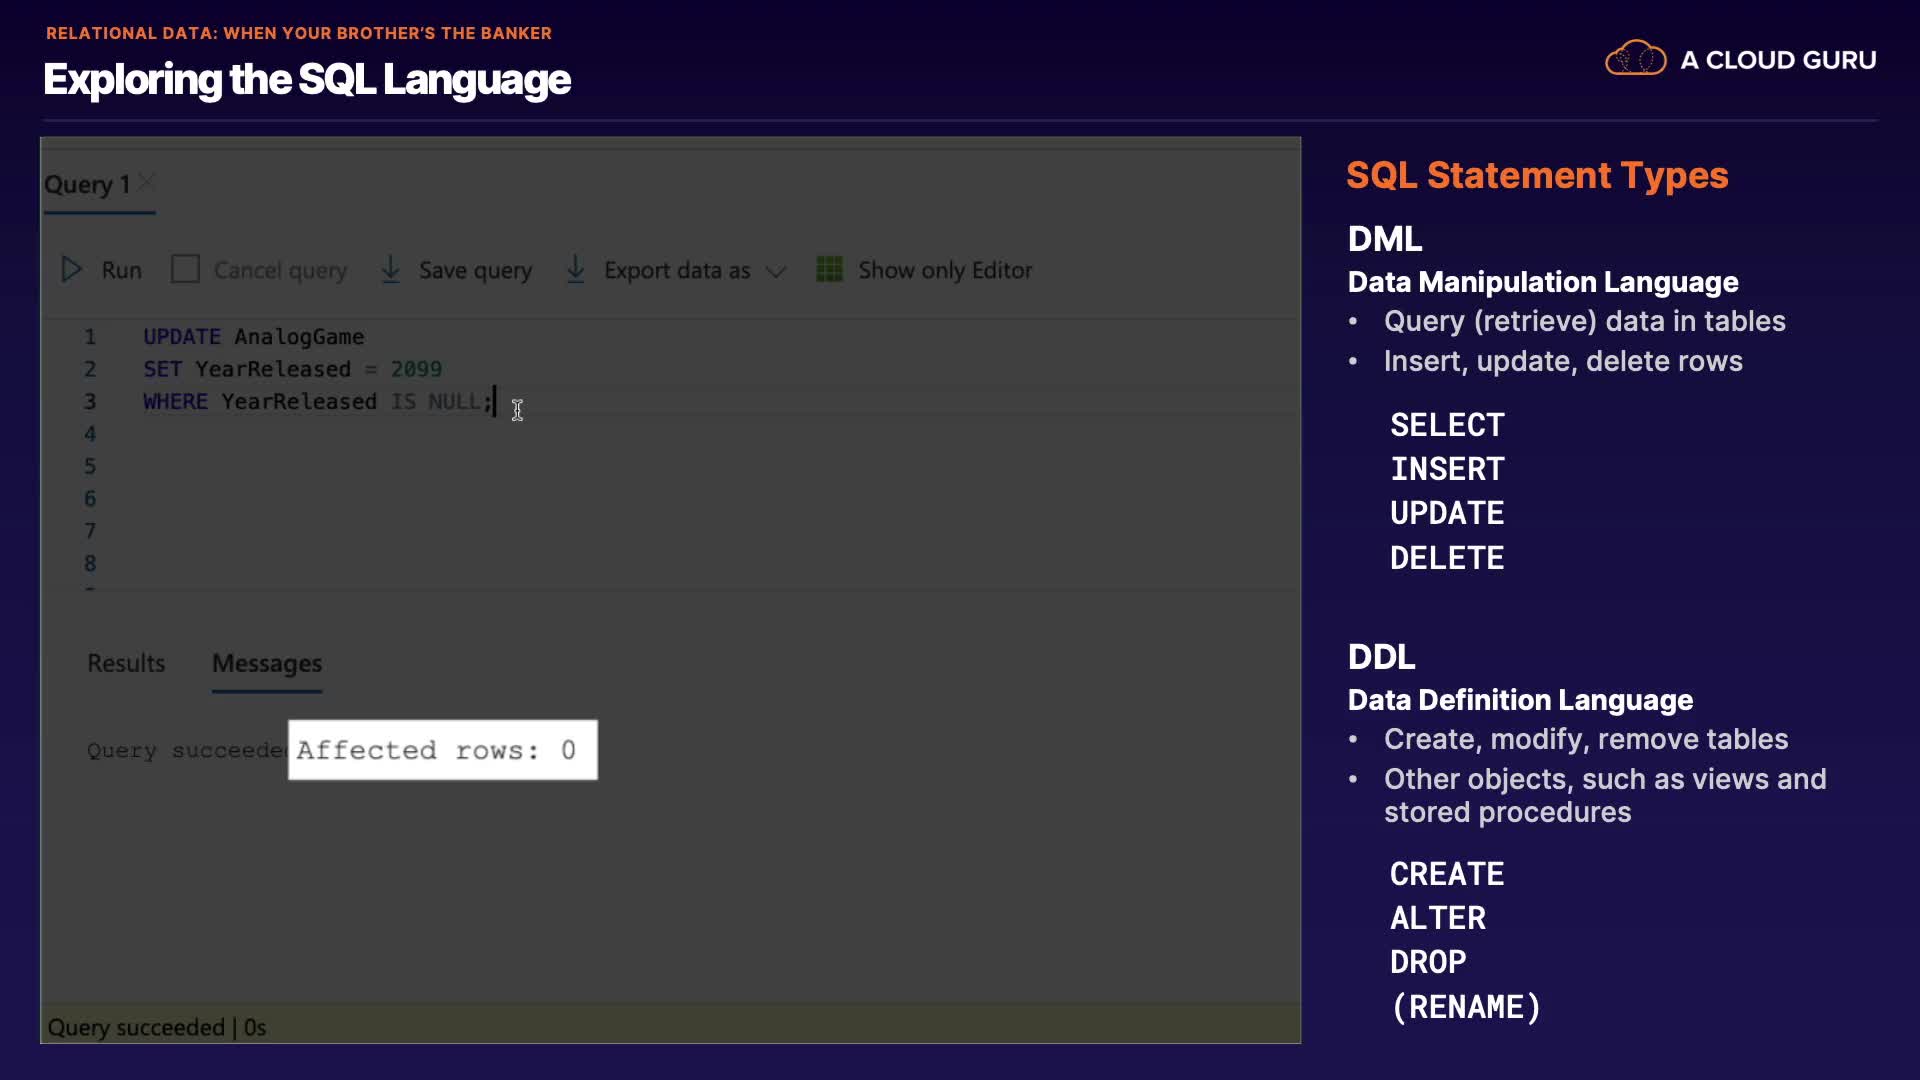 RELATIONAL DATA: WHEN YOUR BROTHER'S THE BANKER
Exploring the SQL Language
A CLOUD GURU
Query 1
Run Cancel query Save query Export data as Show only Editor
1 UPDATE AnalogGame
2 SET YearReleased = 2099
3 WHERE YearReleased IS NULL;
4
5
6
7
8
Results Messages
Query succeeded Affected rows: 0
Query succeeded | 0s
SQL Statement Types
DML
Data Manipulation Language
• Query (retrieve) data in tables
• Insert, update, delete rows
SELECT
INSERT
UPDATE
DELETE
DDL
Data Definition Language
• Create, modify, remove tables
• Other objects, such as views and
stored procedures
CREATE
ALTER
DROP
(RENAME)